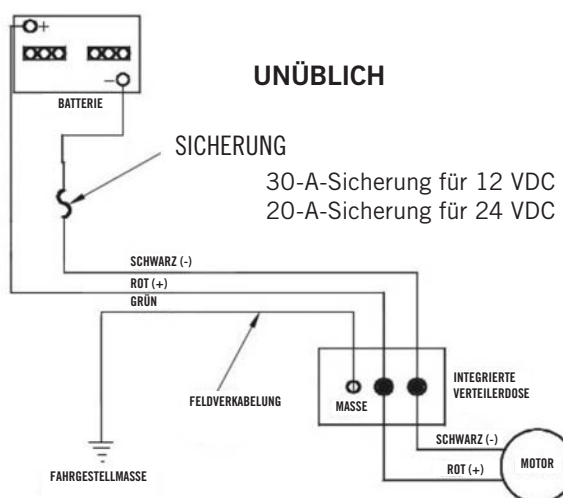 +
−
BATTERIE
UNÜBLICH
SICHERUNG
30-A-Sicherung für 12 VDC
20-A-Sicherung für 24 VDC
SCHWARZ (-)
ROT (+)
GRÜN
FELDVERKABELUNG
MASSE
INTEGRIERTE
VERTEILERDOSE
SCHWARZ (-)
ROT (+)
MOTOR
FAHRGESTELLMASSE